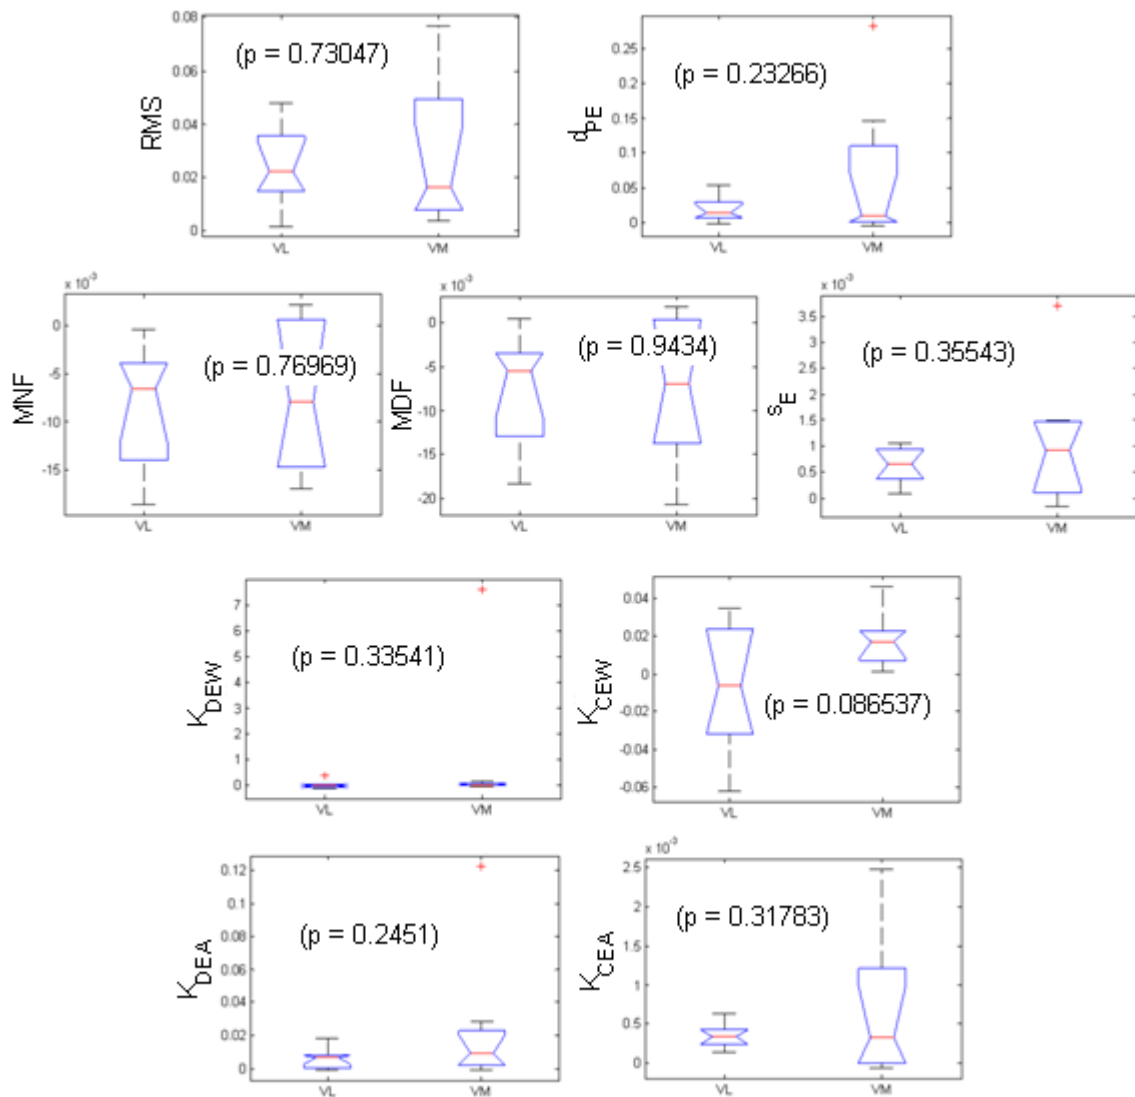 0.08
0.06
0.04
0.02
0
RMS
(p = 0.73047)
VL VM
0.25
0.2
0.15
0.1
0.05
0
dPE
(p = 0.23266)
VL VM
x 10⁻³
0
-5
-10
-15
MNF
(p = 0.76969)
VL VM
x 10⁻³
0
-5
-10
-15
-20
MDF
(p = 0.9434)
VL VM
x 10⁻³
3.5
3
2.5
2
1.5
1
0.5
0
sE
(p = 0.35543)
VL VM
7
6
5
4
3
2
1
0
KDEW
(p = 0.33541)
VL VM
0.04
0.02
0
-0.02
-0.04
-0.06
KCEW
(p = 0.086537)
VL VM
0.12
0.1
0.08
0.06
0.04
0.02
0
KDEA
(p = 0.2451)
VL VM
x 10⁻³
2.5
2
1.5
1
0.5
0
KCEA
(p = 0.31783)
VL VM